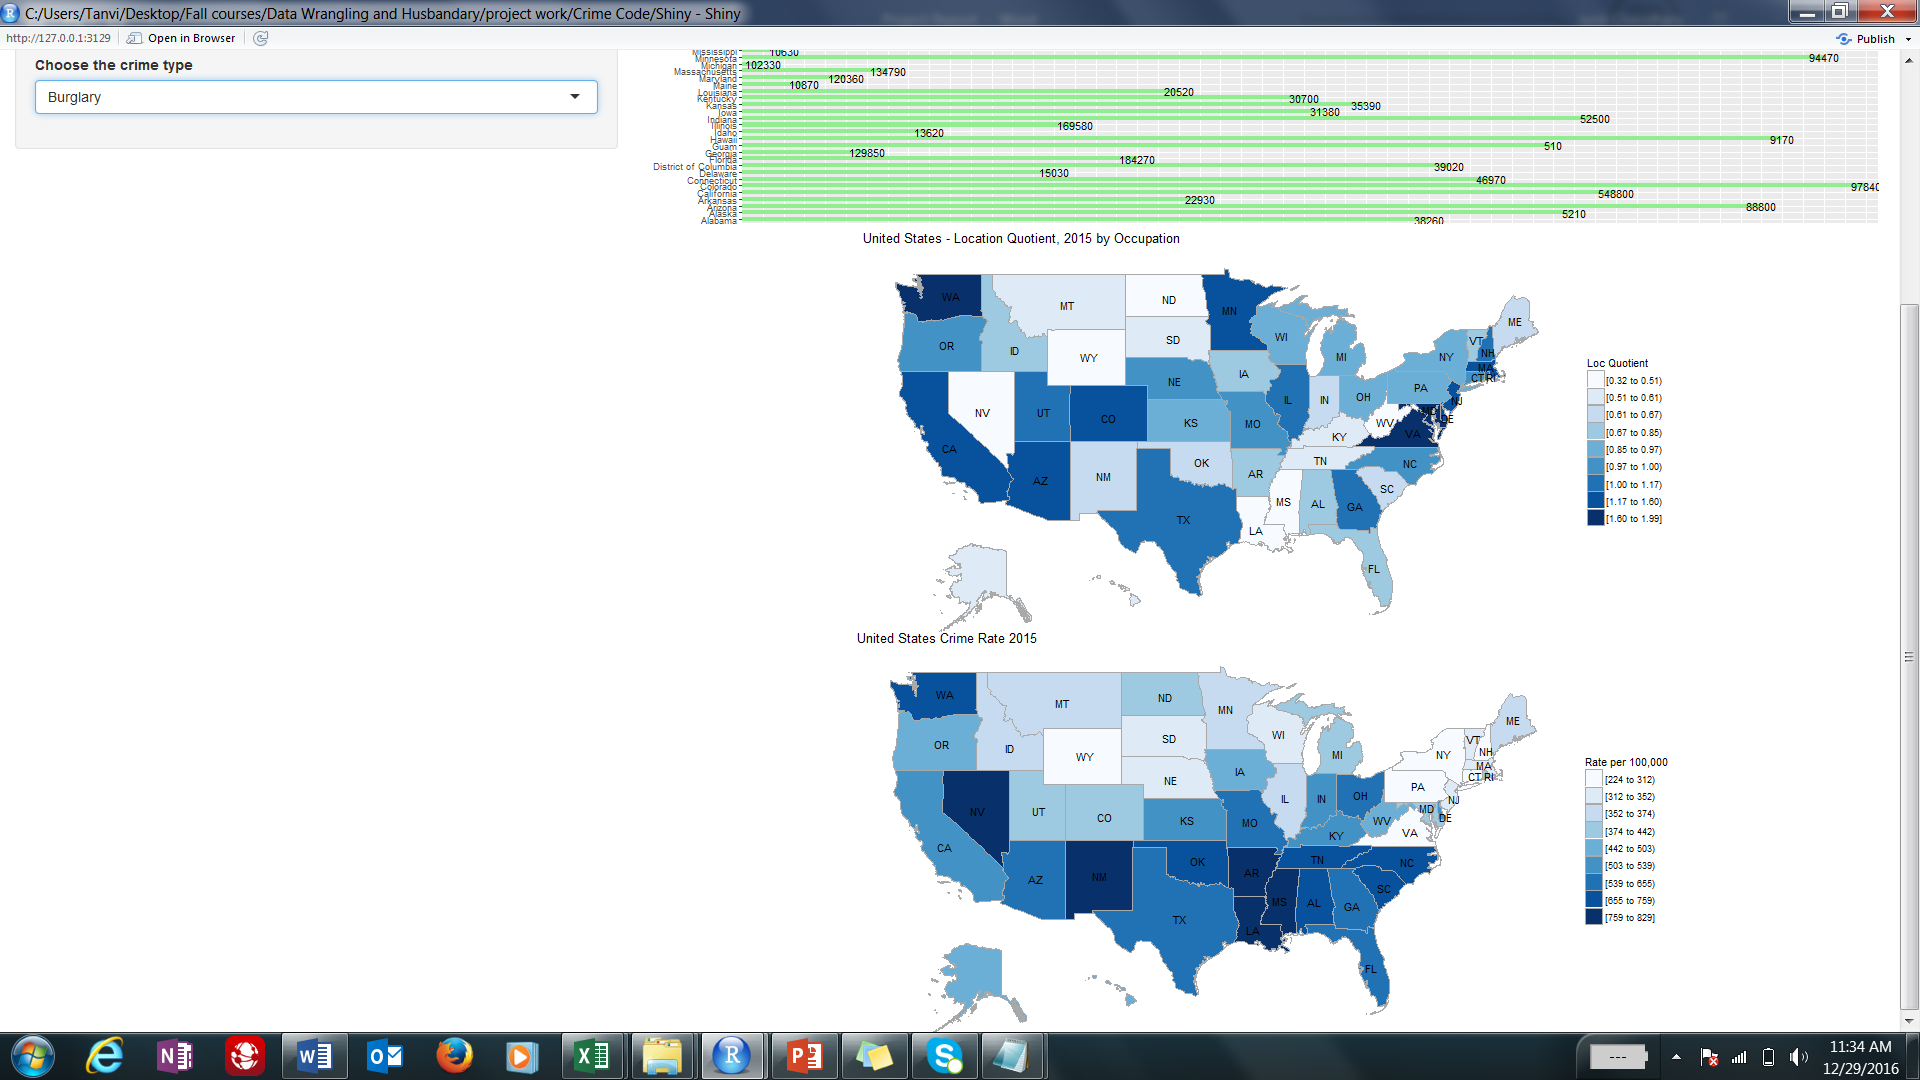 C:/Users/Tanvi/Desktop/Fall courses/Data Wrangling and Husbandary/project work/Crime Code/Shiny - Shiny
http://127.0.0.1:3129 Open in Browser Publish
Choose the crime type
Burglary
Mississippi 10630
Minnesota 94470
Michigan 102330
Massachusetts 134790
Maryland 120360
Maine 10870
Louisiana 20520
Kentucky 30700
Kansas 35390
Iowa 31380
Indiana 52500
Illinois 169580
Idaho 13620
Hawaii 9170
Guam 510
Georgia 129850
Florida 184270
District of Columbia 39020
Delaware 15030
Connecticut 46970
Colorado 97840
California 548800
Arkansas 22930
Arizona 88800
Alaska 5210
Alabama 38260
United States - Location Quotient, 2015 by Occupation
WA MT ND MN ME
OR ID WY SD WI MI NY VT NH
MA CT RI
NV UT CO NE IA KS MO IL IN OH PA NJ
MD DE WV VA KY
CA AZ NM OK AR TN NC SC
TX LA MS AL GA FL
Loc Quotient
[0.32 to 0.51)
[0.51 to 0.61)
[0.61 to 0.67)
[0.67 to 0.85)
[0.85 to 0.97)
[0.97 to 1.00)
[1.00 to 1.17)
[1.17 to 1.60)
[1.60 to 1.99]
United States Crime Rate 2015
WA MT ND MN ME
OR ID WY SD WI MI NY VT NH
MA CT RI
NV UT CO NE IA KS MO IL IN OH PA NJ
MD DE WV VA KY
CA AZ NM OK AR TN NC SC
TX LA MS AL GA FL
Rate per 100,000
[224 to 312)
[312 to 352)
[352 to 374)
[374 to 442)
[442 to 503)
[503 to 539)
[539 to 655)
[655 to 759)
[759 to 829]
11:34 AM
12/29/2016